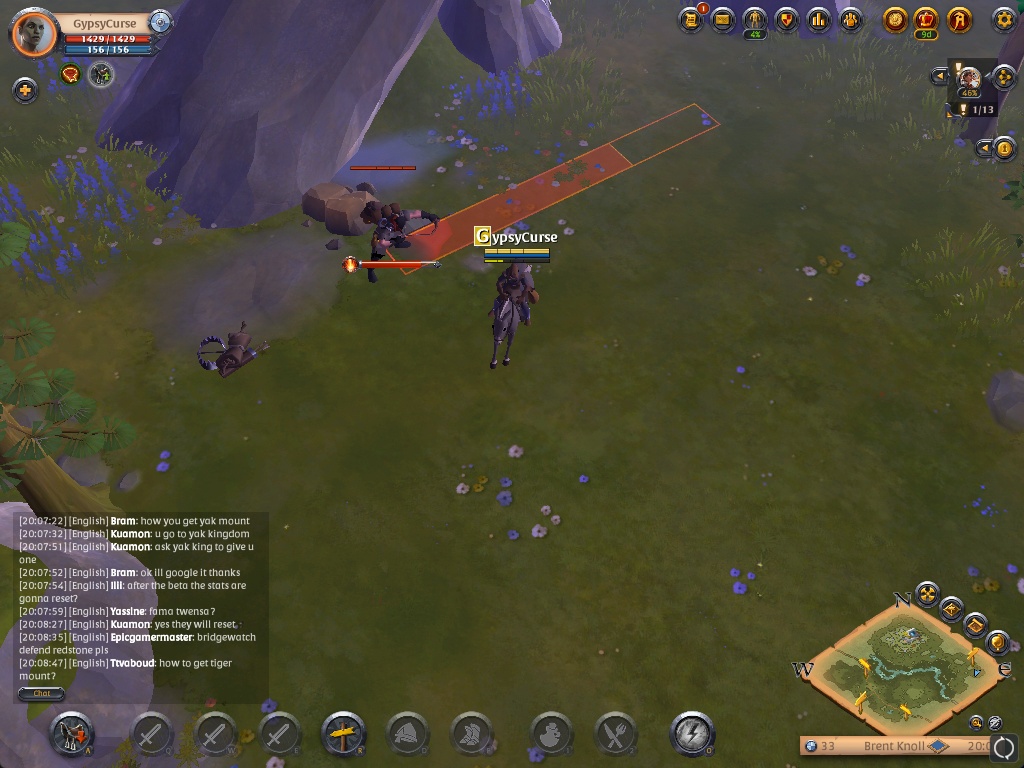 GypsyCurse
1429 / 1429
156 / 156
1
4%
9d
46%
1/13
GypsyCurse
[20:07:22] [English] Bram: how you get yak mount
[20:07:32] [English] Kuamon: u go to yak kingdom
[20:07:51] [English] Kuamon: ask yak king to give u
one
[20:07:52] [English] Bram: ok ill google it thanks
[20:07:54] [English] Illl: after the beta the stats are
gonna reset?
[20:07:59] [English] Yassine: fama twensa ?
[20:08:27] [English] Kuamon: yes they will reset.
[20:08:35] [English] Epicgamermaster: bridgewatch
defend redstone pls
[20:08:47] [English] Ttvaboud: how to get tiger
mount?
Chat
A
Q
W
E
R
D
F
N
W
E
33
Brent Knoll
20:0